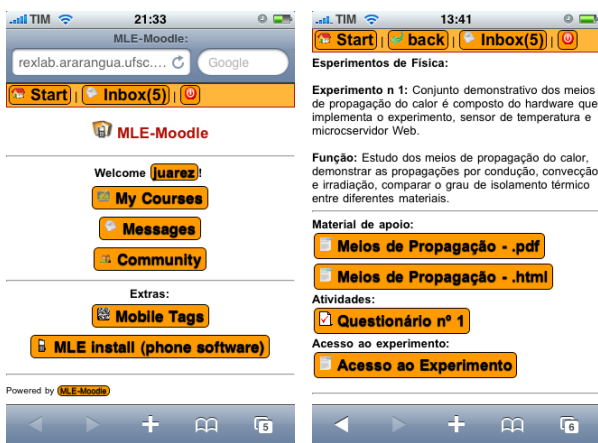 TIM 21:33
MLE-Moodle:
rexlab.ararangua.ufsc.... Google
Start | Inbox(5) |
MLE-Moodle
Welcome juarez!
My Courses
Messages
Community
Extras:
Mobile Tags
MLE install (phone software)
Powered by MLE-Moodle
5
TIM 13:41
Start | back | Inbox(5) |
Esperimentos de Física:
Experimento n 1: Conjunto demonstrativo dos meios
de propagação do calor é composto do hardware que
implementa o experimento, sensor de temperatura e
microservidor Web.
Função: Estudo dos meios de propagação do calor,
demonstrar as propagações por condução, convecção
e irradiação, comparar o grau de isolamento térmico
entre diferentes materiais.
Material de apoio:
Meios de Propagação - .pdf
Meios de Propagação - .html
Atividades:
Questionário nº 1
Acesso ao experimento:
Acesso ao Experimento
6